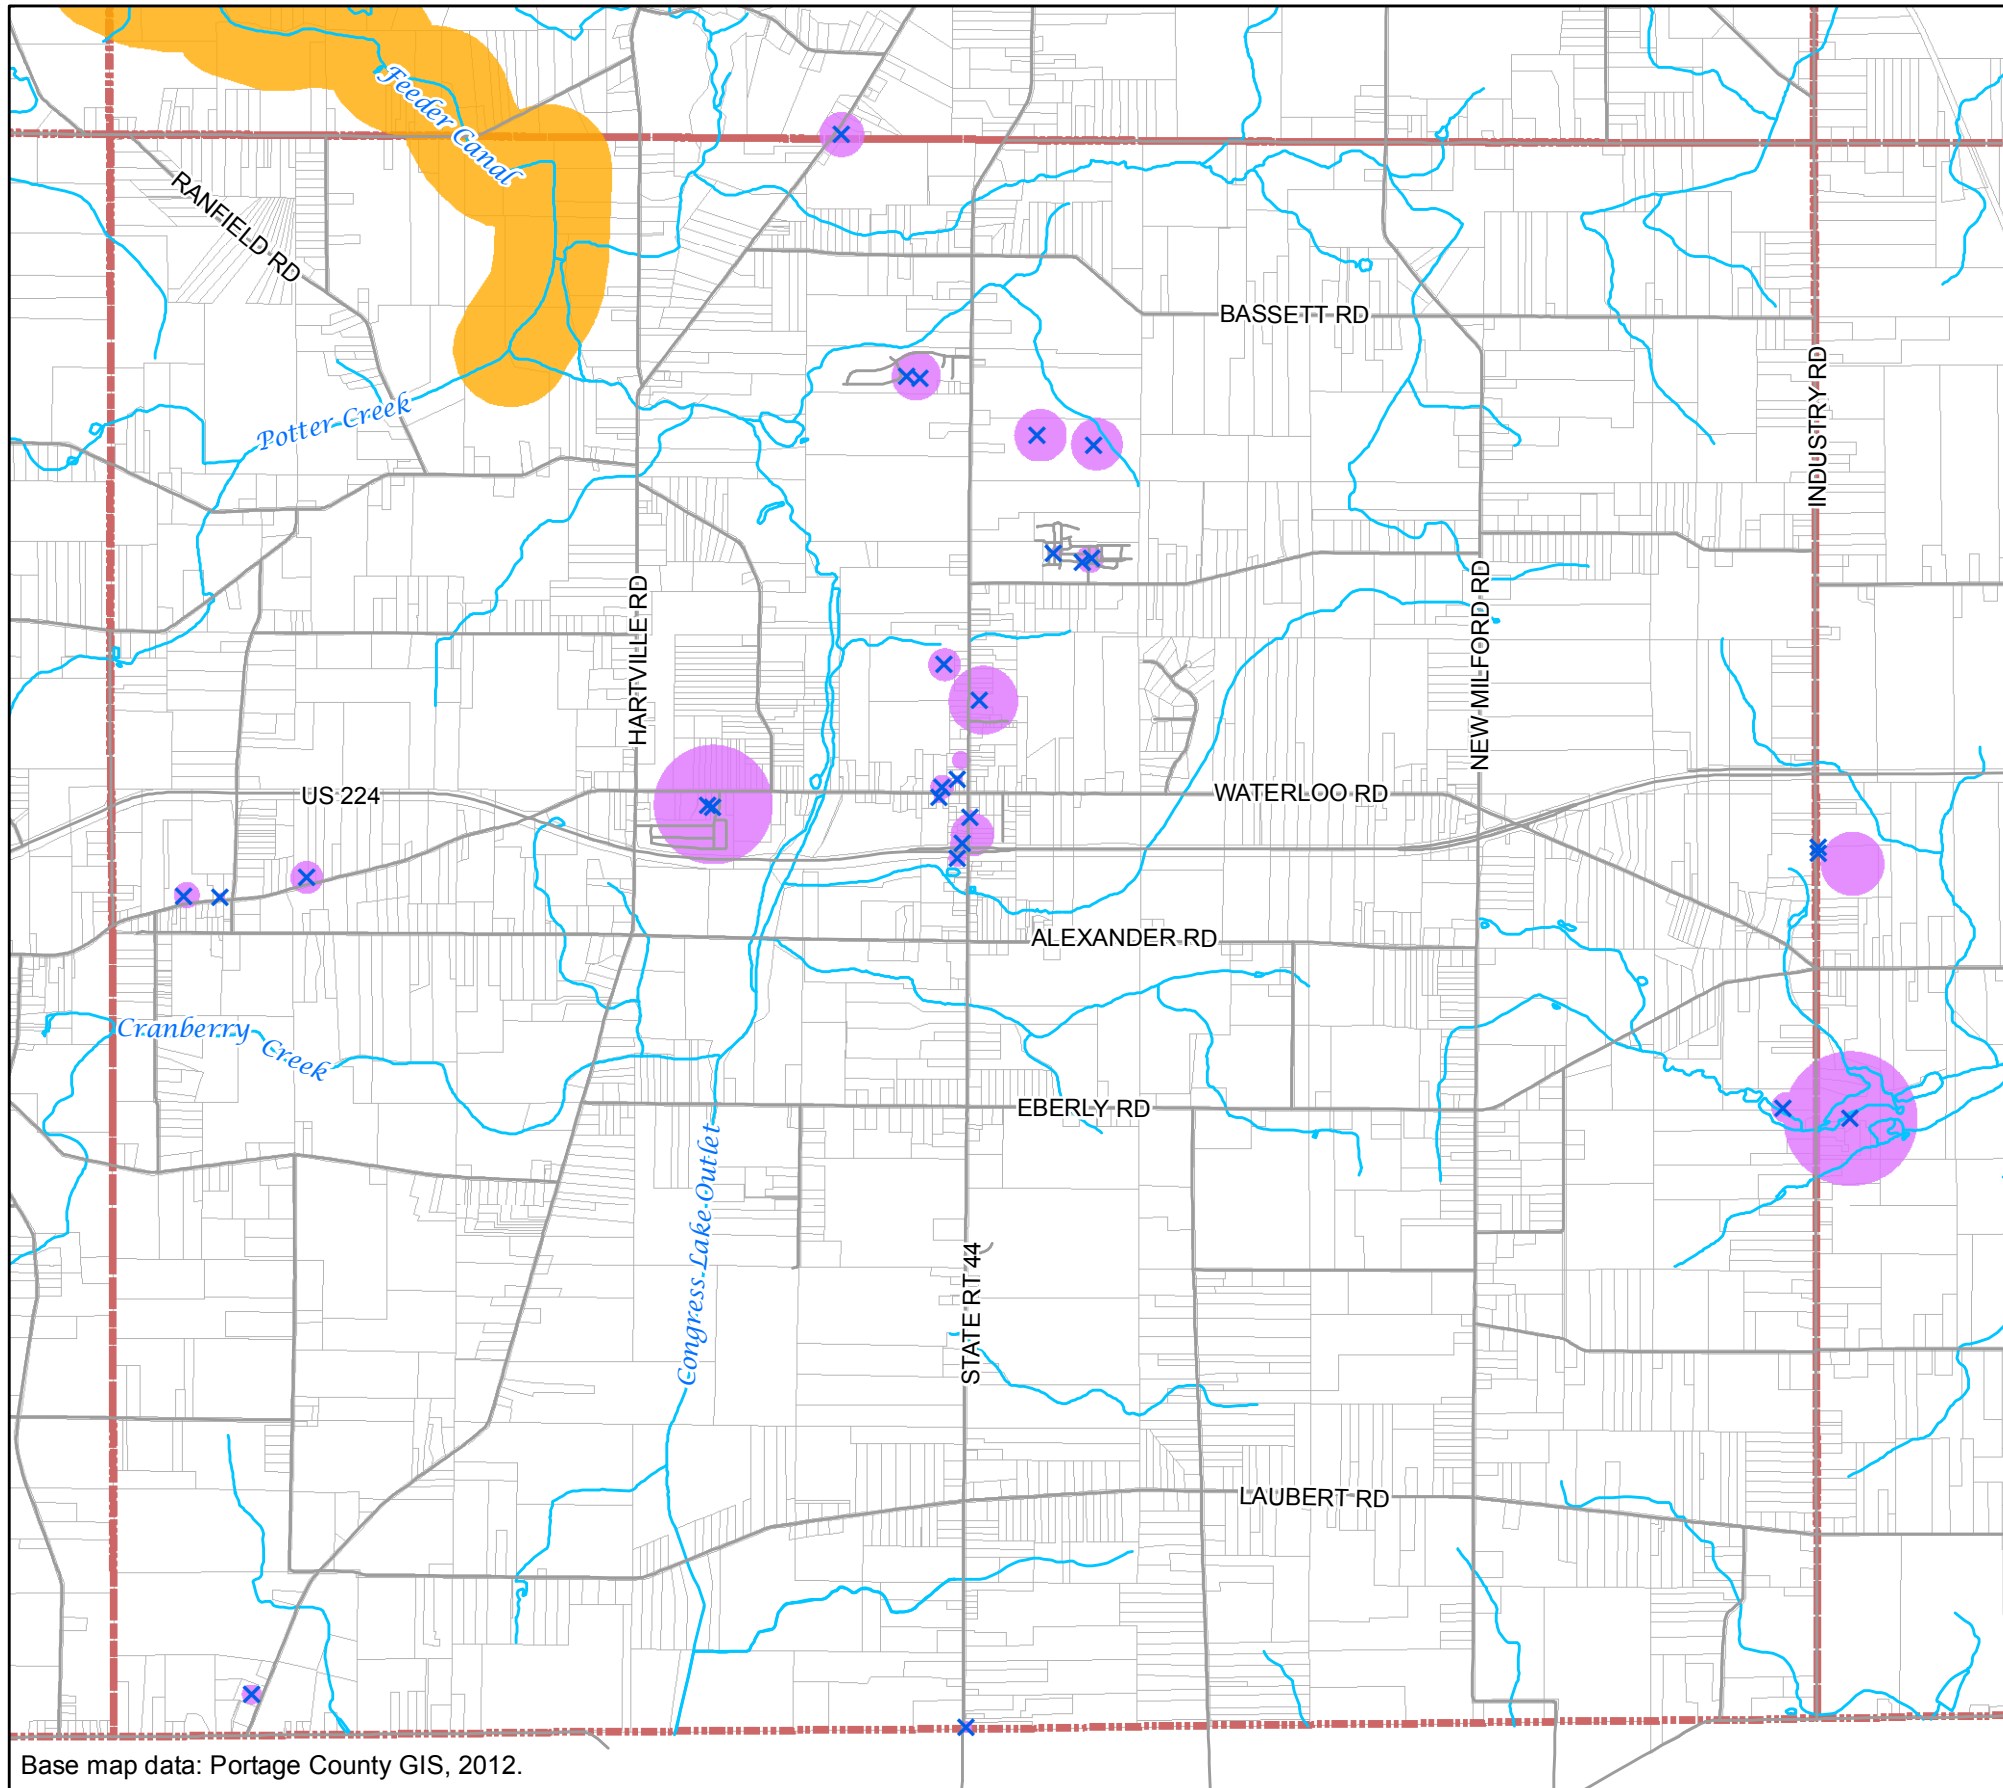 Feeder Canal
RANFIELD RD
BASSETT RD
INDUSTRY RD
Potter Creek
HARTVILLE RD
NEW MILFORD RD
US 224
WATERLOO RD
ALEXANDER RD
Cranberry Creek
EBERLY RD
Congress Lake Outlet
STATE RT 44
LAUBERT RD
Base map data: Portage County GIS, 2012.